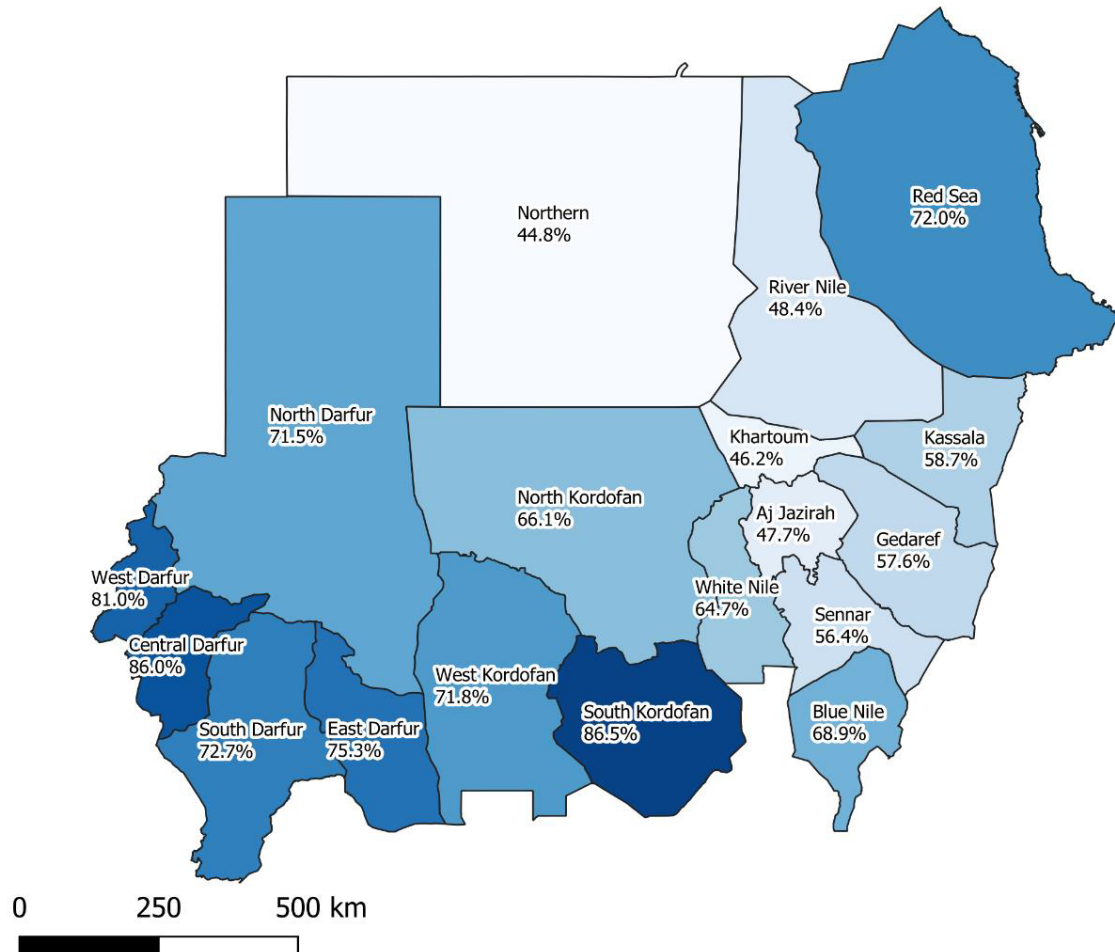 Red Sea
72.0%
Northern
44.8%
River Nile
48.4%
North Darfur
71.5%
Khartoum
46.2%
Kassala
58.7%
North Kordofan
66.1%
Aj Jazirah
47.7%
Gedaref
57.6%
West Darfur
81.0%
White Nile
64.7%
Sennar
56.4%
Central Darfur
86.0%
West Kordofan
71.8%
South Kordofan
86.5%
Blue Nile
68.9%
South Darfur
72.7%
East Darfur
75.3%
0 250 500 km